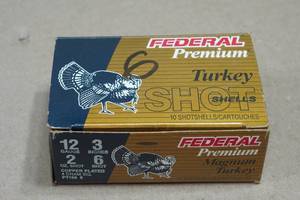 FEDERAL
Premium
6
Turkey
SHOT
SHELLS
10 SHOTSHELLS/CARTOUCHES
12 3
GAUGE INCHES
2 6
OZ. SHOT SHOT
COPPER PLATED
FEDERAL
Premium
Magnum
Turkey